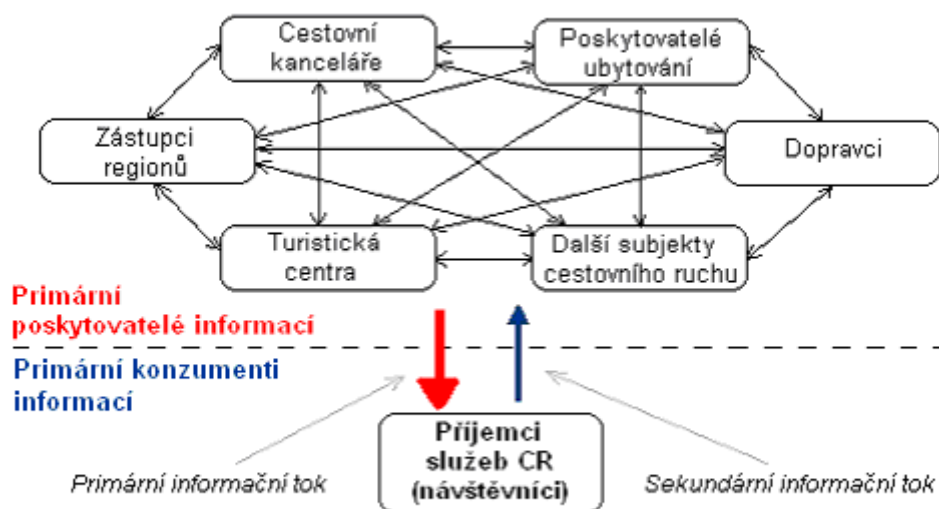 Cestovní
kanceláře
Poskytovatelé
ubytování
Zástupci
regionů
Dopravci
Turistická
centra
Další subjekty
cestovního ruchu
Primární
poskytovatelé informací
Primární konzumenti
informací
Příjemci
služeb CR
(návštěvníci)
Primární informační tok
Sekundární informační tok